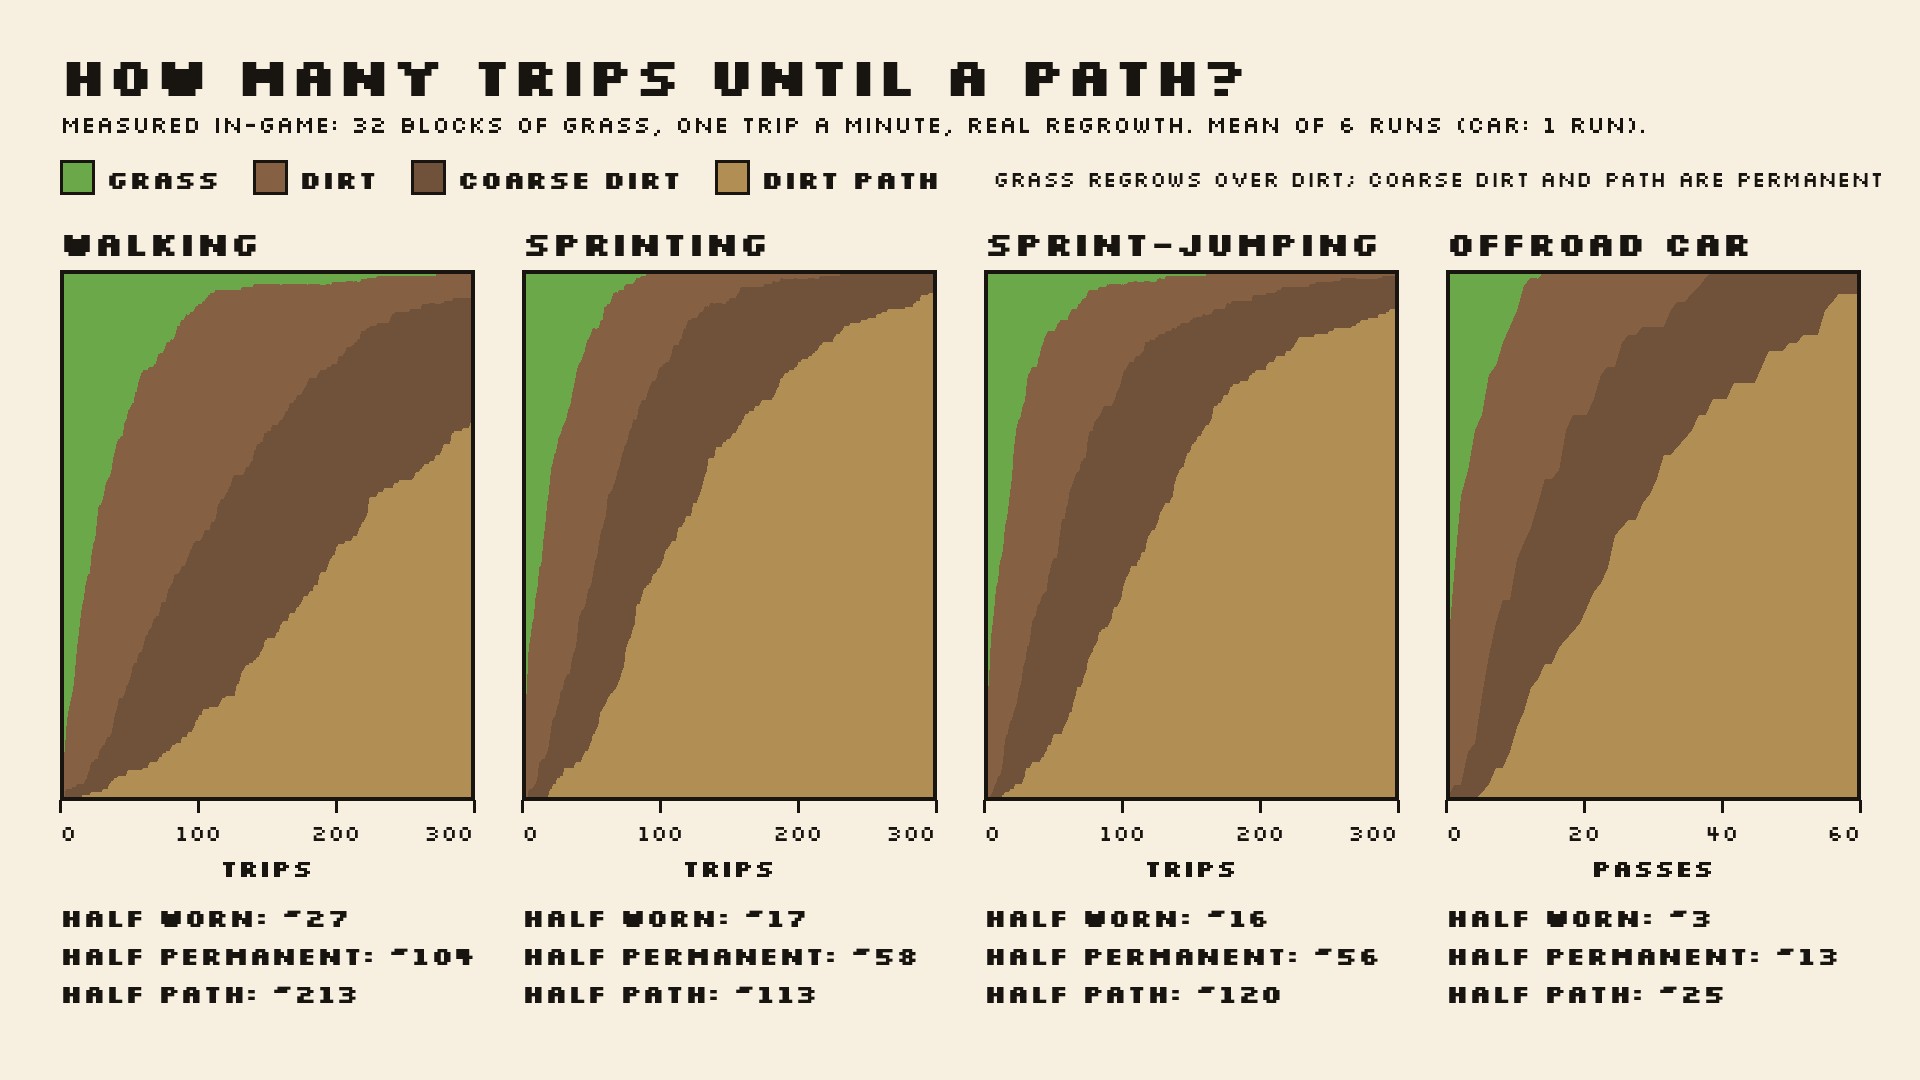 HOW MANY TRIPS UNTIL A PATH?
MEASURED IN-GAME: 32 BLOCKS OF GRASS, ONE TRIP A MINUTE, REAL REGROWTH. MEAN OF 6 RUNS (CAR: 1 RUN).
GRASS DIRT COARSE DIRT DIRT PATH GRASS REGROWS OVER DIRT; COARSE DIRT AND PATH ARE PERMANENT
WALKING SPRINTING SPRINT-JUMPING OFFROAD CAR
0 100 200 300 0 100 200 300 0 100 200 300 0 20 40 60
TRIPS TRIPS TRIPS PASSES
HALF WORN: ~27 HALF WORN: ~17 HALF WORN: ~16 HALF WORN: ~3
HALF PERMANENT: ~104 HALF PERMANENT: ~58 HALF PERMANENT: ~56 HALF PERMANENT: ~13
HALF PATH: ~213 HALF PATH: ~113 HALF PATH: ~120 HALF PATH: ~25